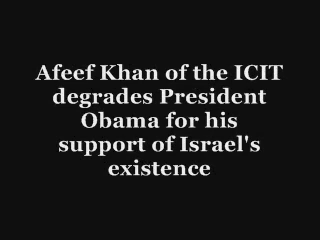 Afeef Khan of the ICIT
degrades President
Obama for his
support of Israel's
existence